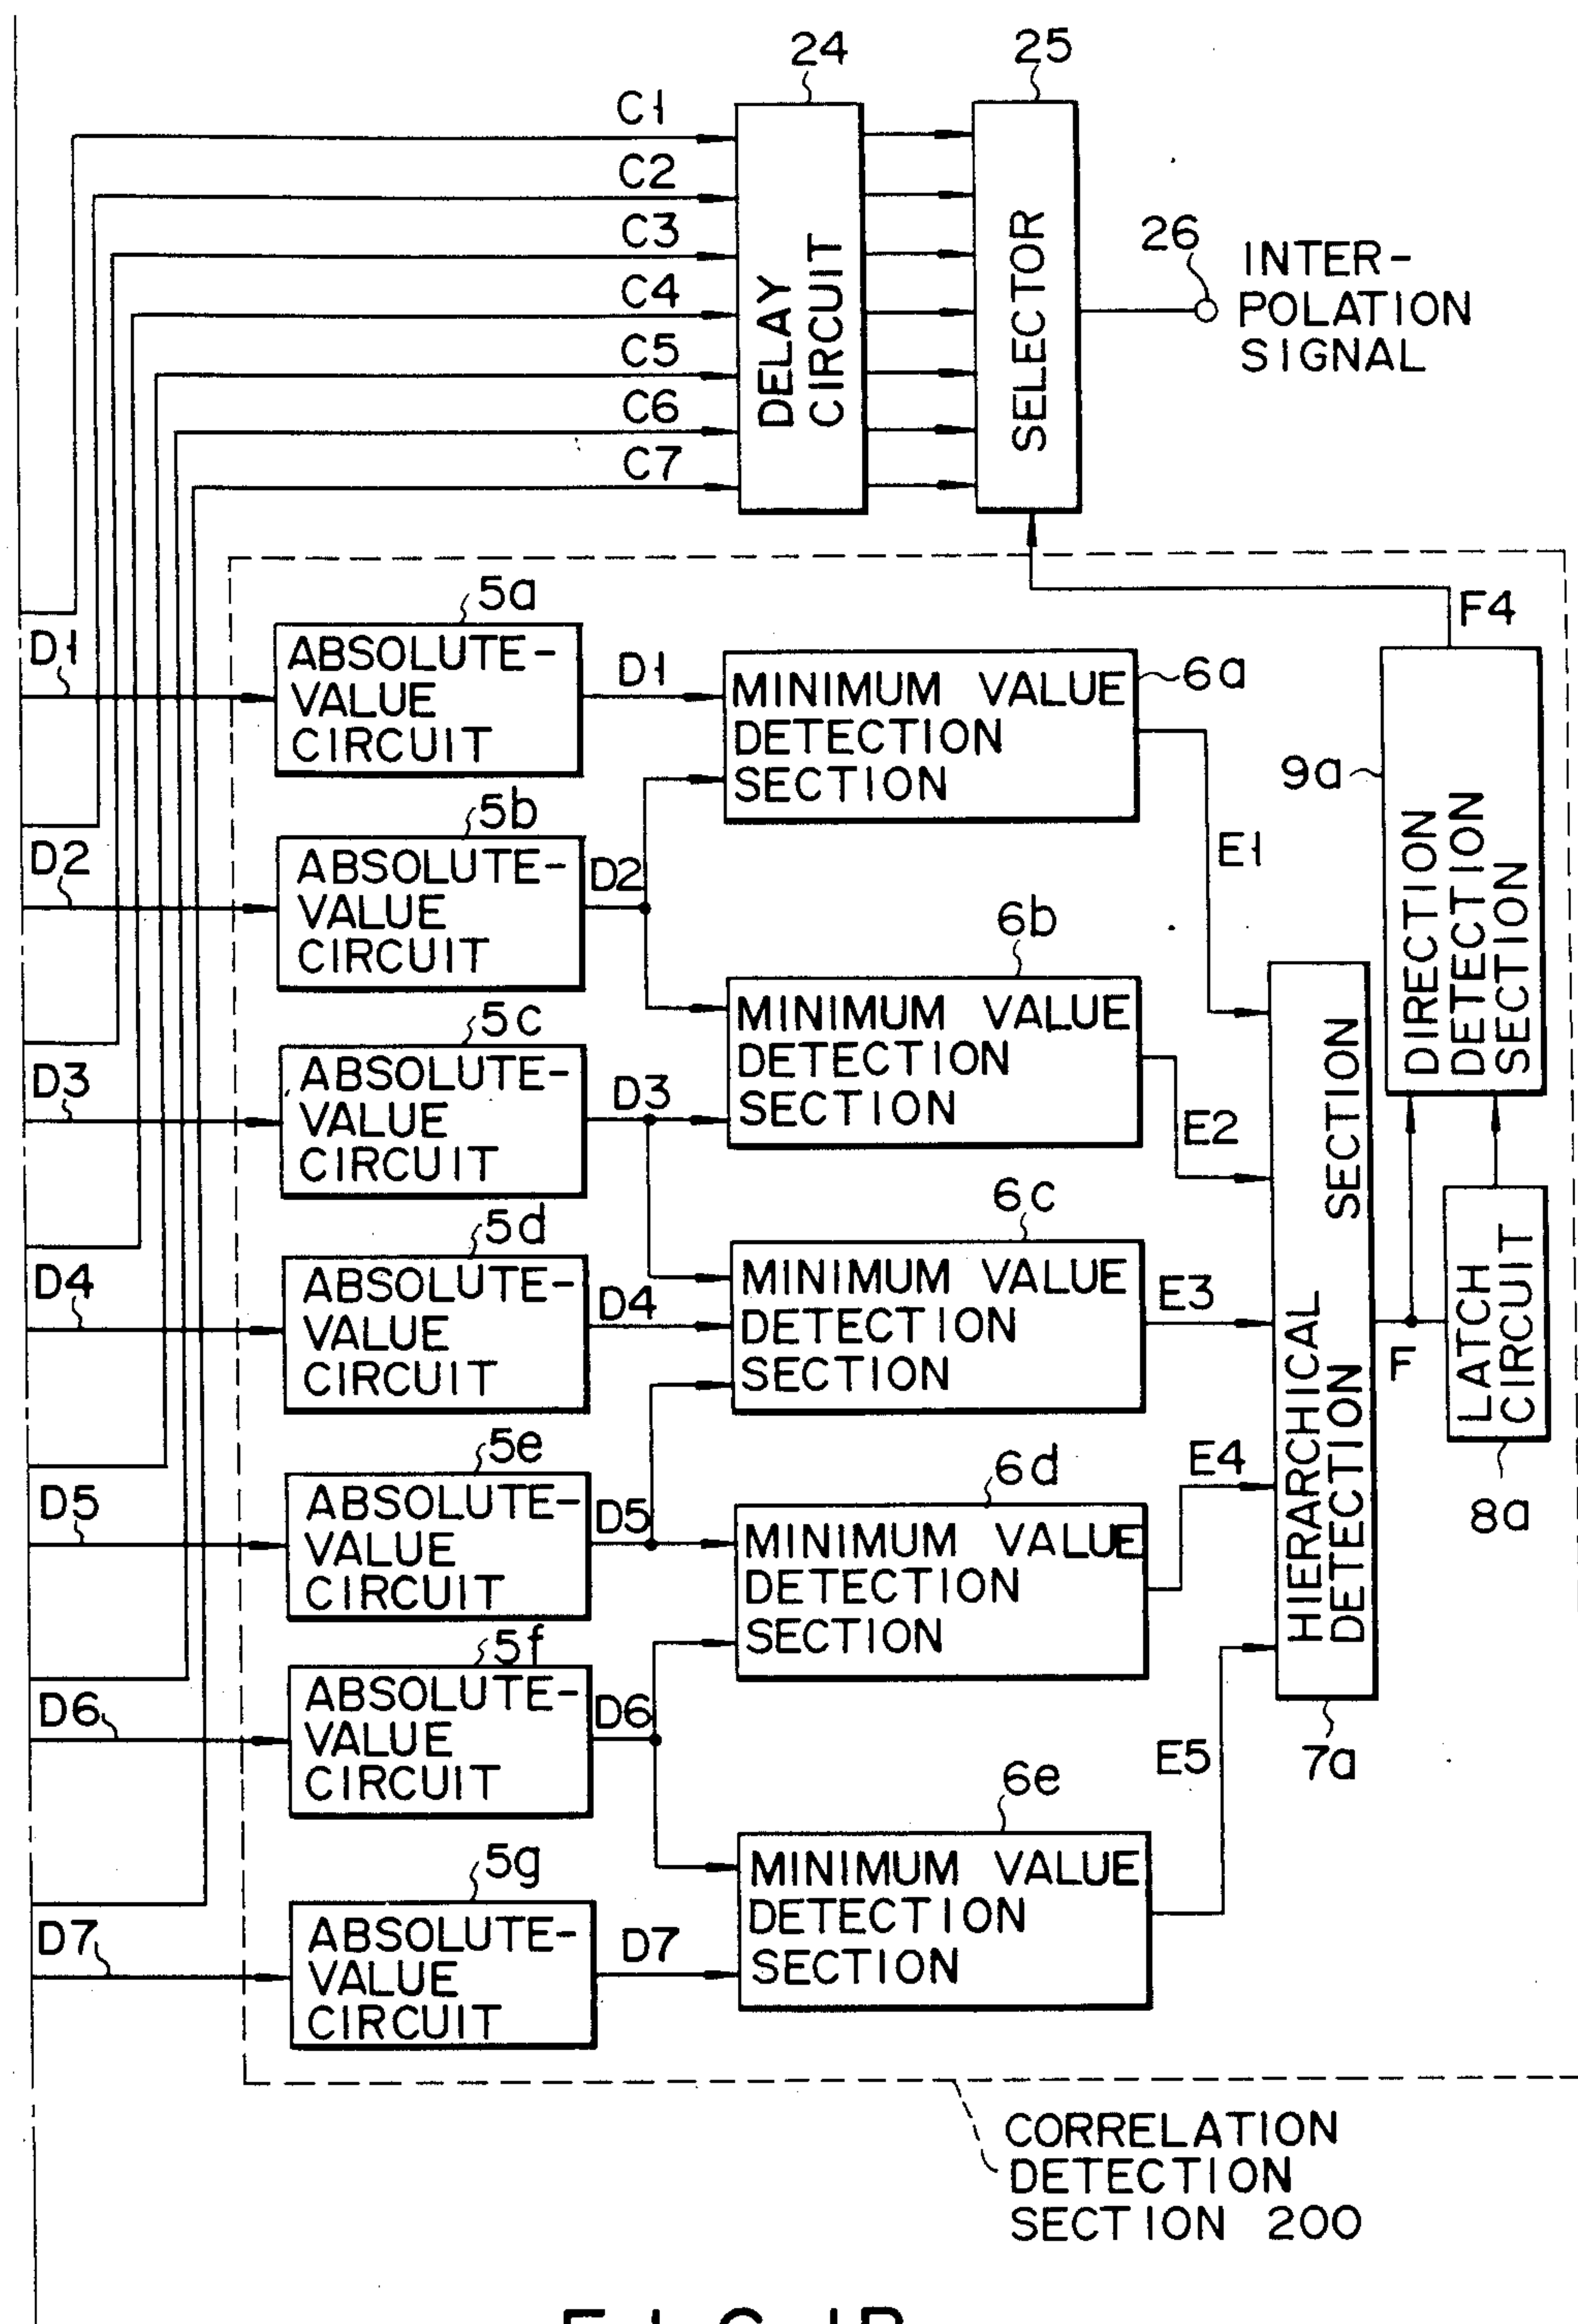 24
25
C1
C2
C3
C4
C5
C6
C7
DELAY
CIRCUIT
SELECTOR
26
INTER-
POLATION
SIGNAL
F4
D1
5a
ABSOLUTE-
VALUE
CIRCUIT
D1
MINIMUM VALUE
DETECTION
SECTION
6a
9a
DIRECTION
DETECTION
SECTION
D2
5b
ABSOLUTE-
VALUE
CIRCUIT
D2
E1
6b
MINIMUM VALUE
DETECTION
SECTION
D3
5c
ABSOLUTE-
VALUE
CIRCUIT
D3
E2
HIERARCHICAL SECTION
DETECTION
D4
5d
ABSOLUTE-
VALUE
CIRCUIT
D4
6c
MINIMUM VALUE
DETECTION
SECTION
E3
F
LATCH
CIRCUIT
8a
D5
5e
ABSOLUTE-
VALUE
CIRCUIT
D5
6d
MINIMUM VALUE
DETECTION
SECTION
E4
D6
5f
ABSOLUTE-
VALUE
CIRCUIT
D6
E5
7a
6e
MINIMUM VALUE
DETECTION
SECTION
D7
5g
ABSOLUTE-
VALUE
CIRCUIT
D7
CORRELATION
DETECTION
SECTION 200